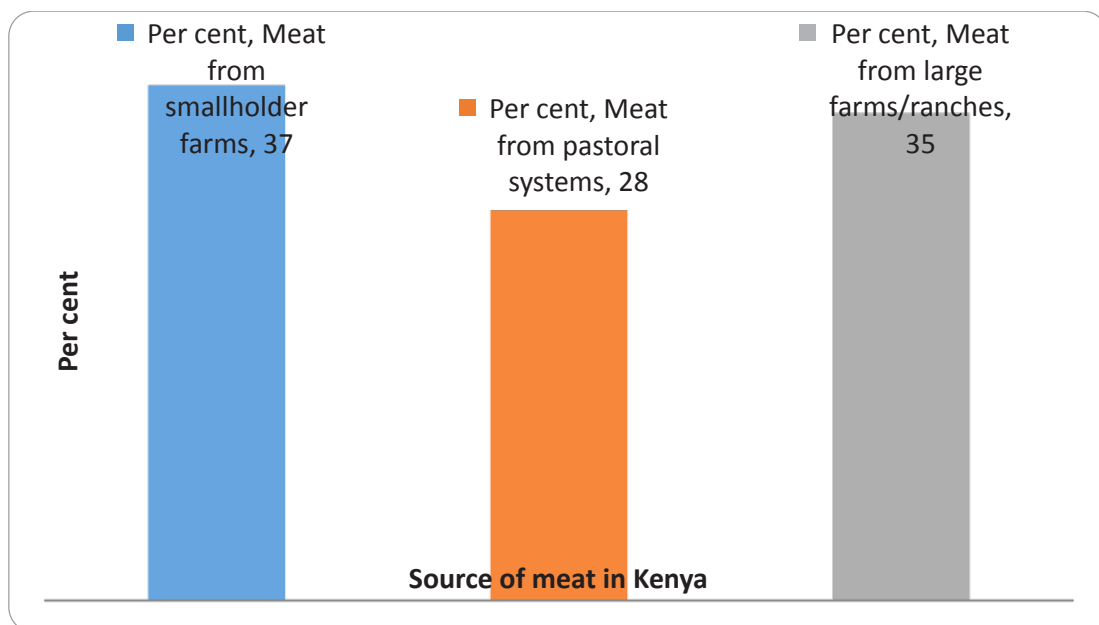 Per cent, Meat
from
smallholder
farms, 37
Per cent, Meat
from pastoral
systems, 28
Per cent, Meat
from large
farms/ranches,
35
Per cent
Source of meat in Kenya